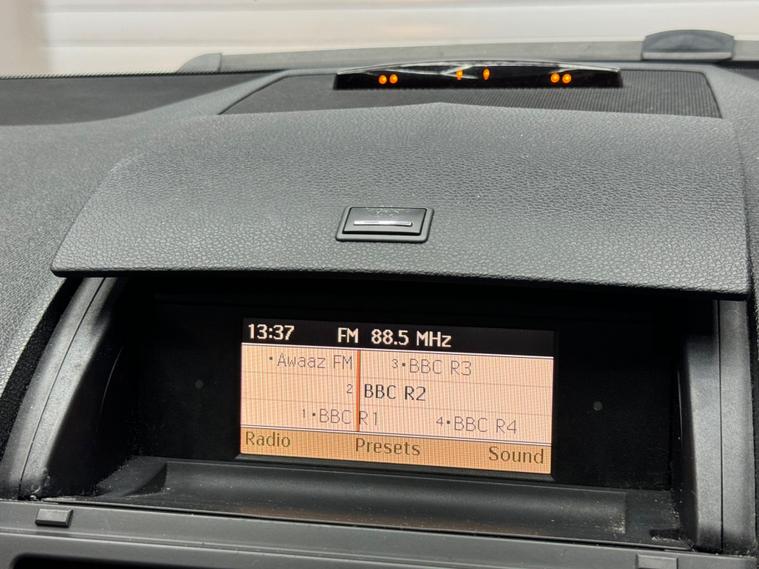 13:37 FM 88.5 MHz
•Awaaz FM 3•BBC R3
2 BBC R2
1•BBC R1 4•BBC R4
Radio Presets Sound